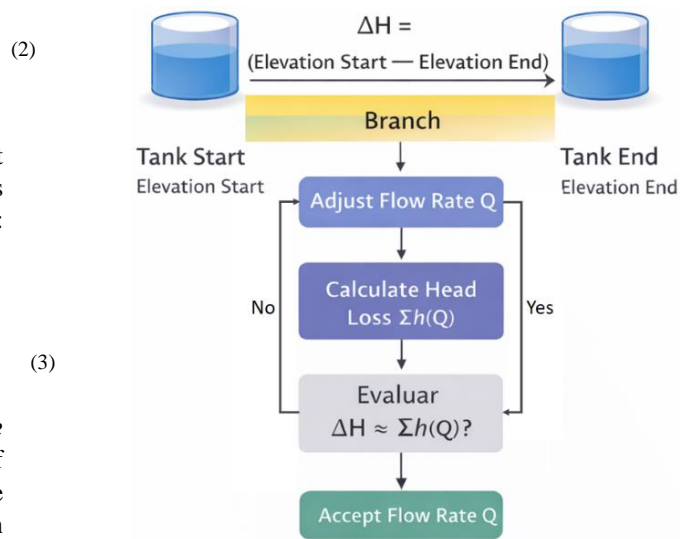 (2)
t
s
:
(3)
e
f
e
n
ΔH =
(Elevation Start — Elevation End)
Branch
Tank Start
Elevation Start
Tank End
Elevation End
Adjust Flow Rate Q
Calculate Head
Loss Σh(Q)
No
Yes
Evaluar
ΔH ≈ Σh(Q)?
Accept Flow Rate Q